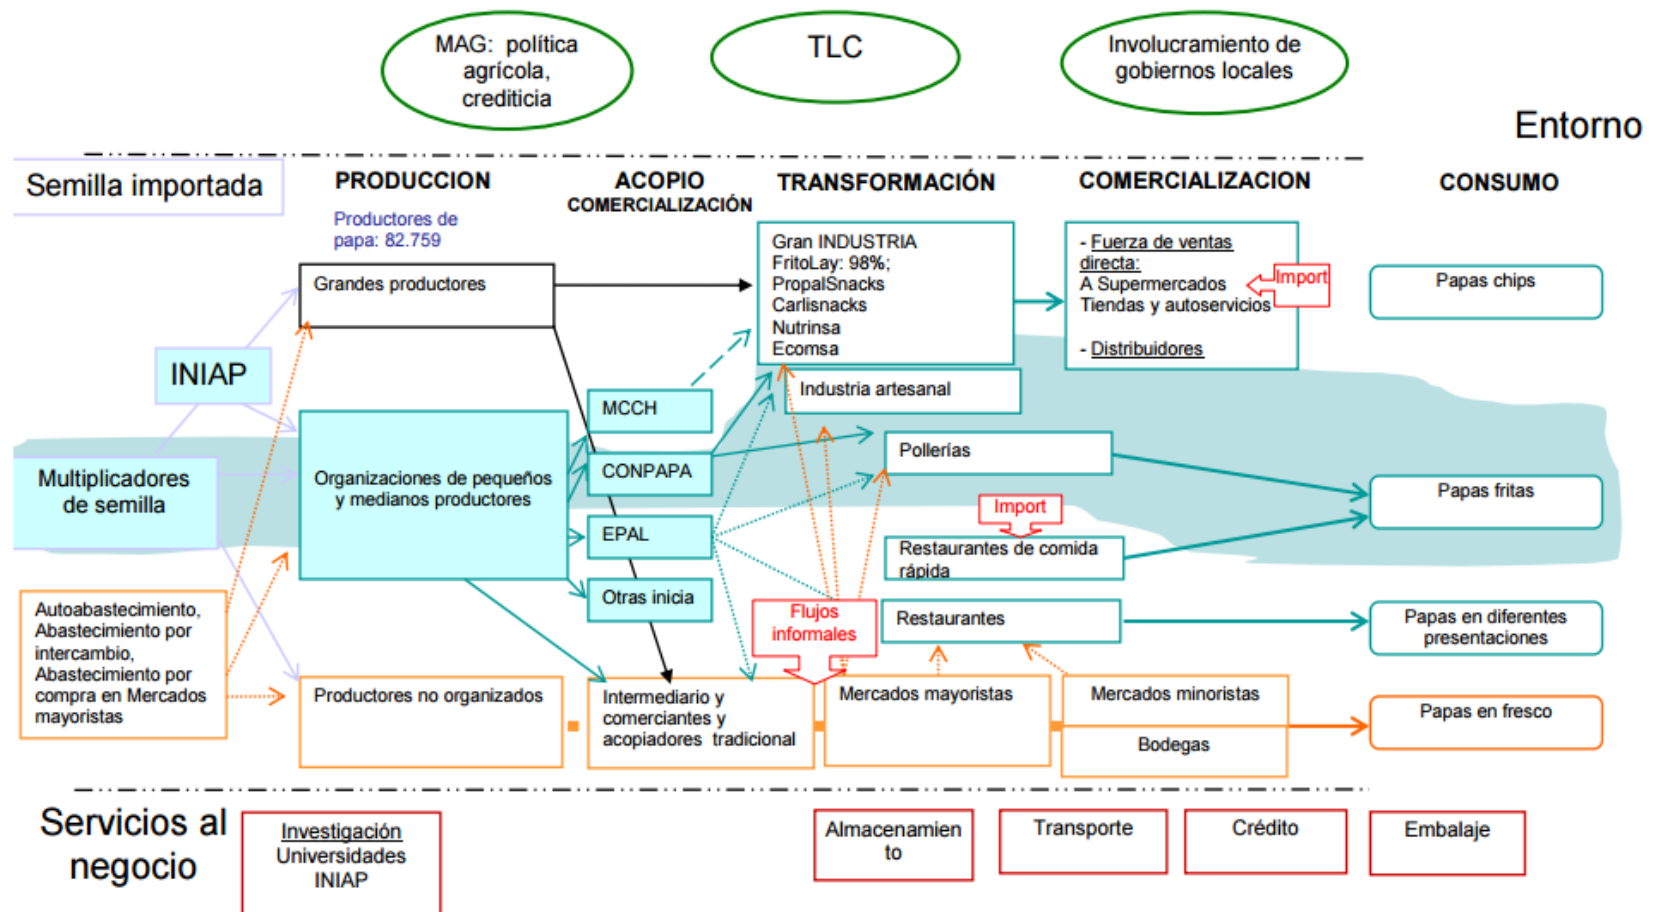 MAG: política
agrícola,
crediticia
TLC
Involucramiento de
gobiernos locales
Entorno
Semilla importada
PRODUCCION
ACOPIO
COMERCIALIZACIÓN
TRANSFORMACIÓN
COMERCIALIZACION
CONSUMO
Productores de
papa: 82.759
Grandes productores
Gran INDUSTRIA
FritoLay: 98%;
PropalSnacks
Carlisnacks
Nutrinsa
Ecomsa
- Fuerza de ventas
directa:
A Supermercados
Tiendas y autoservicios
- Distribuidores
Import
Papas chips
INIAP
Industria artesanal
MCCH
Multiplicadores
de semilla
Organizaciones de pequeños
y medianos productores
CONPAPA
Pollerías
Papas fritas
Import
EPAL
Restaurantes de comida
rápida
Otras inicia
Flujos
informales
Restaurantes
Papas en diferentes
presentaciones
Autoabastecimiento,
Abastecimiento por
intercambio,
Abastecimiento por
compra en Mercados
mayoristas
Productores no organizados
Intermediario y
comerciantes y
acopiadores tradicional
Mercados mayoristas
Mercados minoristas
Bodegas
Papas en fresco
Servicios al
negocio
Investigación
Universidades
INIAP
Almacenamien
to
Transporte
Crédito
Embalaje